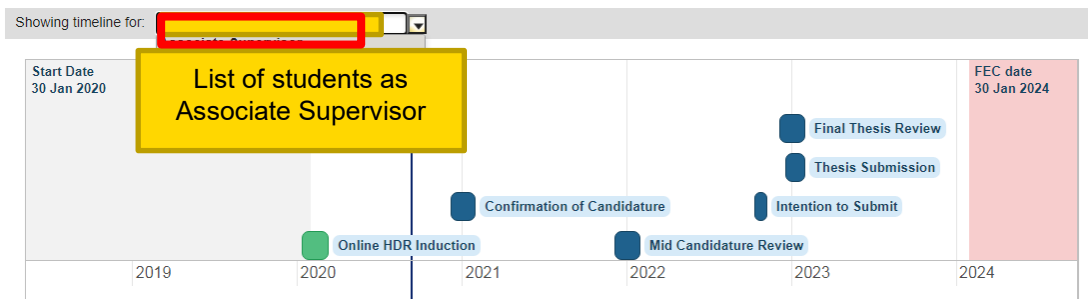 Showing timeline for:
Associate Supervisor
List of students as
Associate Supervisor
Start Date
30 Jan 2020
FEC date
30 Jan 2024
Final Thesis Review
Thesis Submission
Confirmation of Candidature
Intention to Submit
Online HDR Induction
Mid Candidature Review
2019
2020
2021
2022
2023
2024